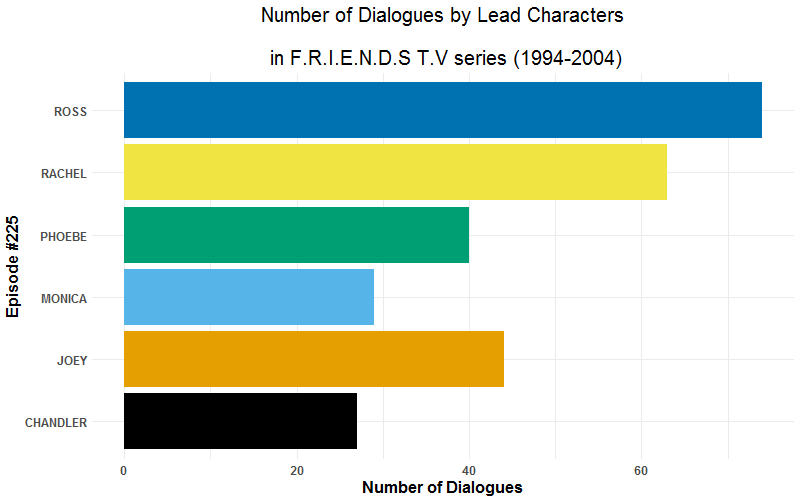 Number of Dialogues by Lead Characters
in F.R.I.E.N.D.S T.V series (1994-2004)
Episode #225
ROSS
RACHEL
PHOEBE
MONICA
JOEY
CHANDLER
0 20 40 60
Number of Dialogues